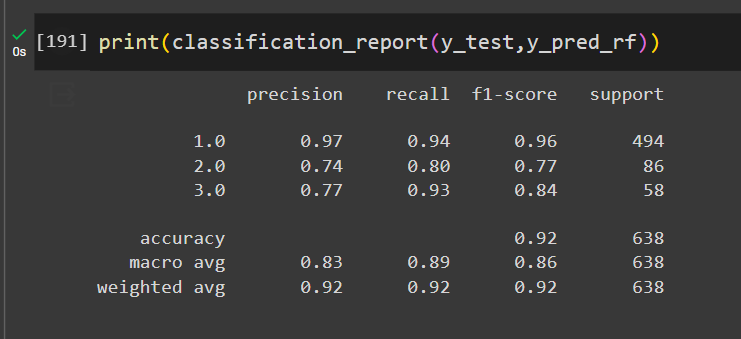 [191] print(classification_report(y_test,y_pred_rf))
0s
precision recall f1-score support
1.0 0.97 0.94 0.96 494
2.0 0.74 0.80 0.77 86
3.0 0.77 0.93 0.84 58
accuracy 0.92 638
macro avg 0.83 0.89 0.86 638
weighted avg 0.92 0.92 0.92 638